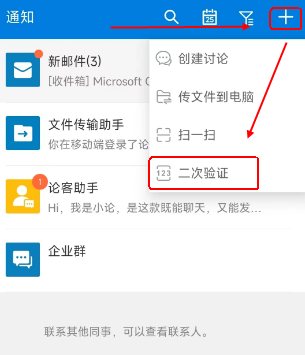 通知
25
创建讨论
传文件到电脑
扫一扫
123
二次验证
新邮件(3)
[收件箱] Microsoft
文件传输助手
你在移动端登录了论
1
论客助手
Hi，我是小论，是这款既能聊天，又能发...
企业群
联系其他同事，可以查看联系人。